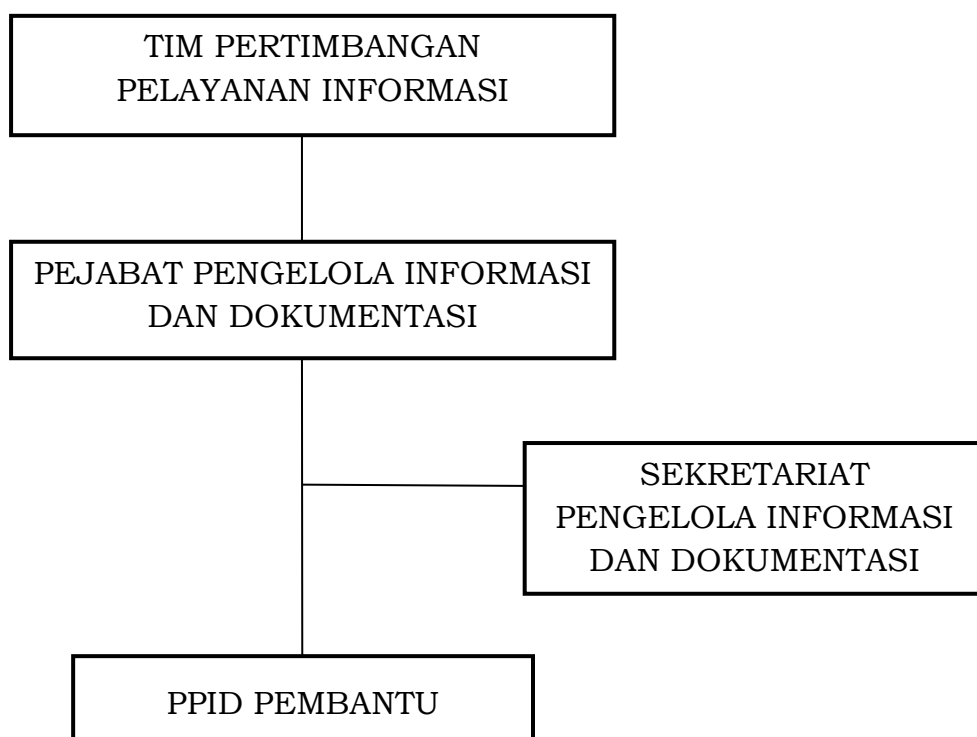 TIM PERTIMBANGAN
PELAYANAN INFORMASI
PEJABAT PENGELOLA INFORMASI
DAN DOKUMENTASI
SEKRETARIAT
PENGELOLA INFORMASI
DAN DOKUMENTASI
PPID PEMBANTU